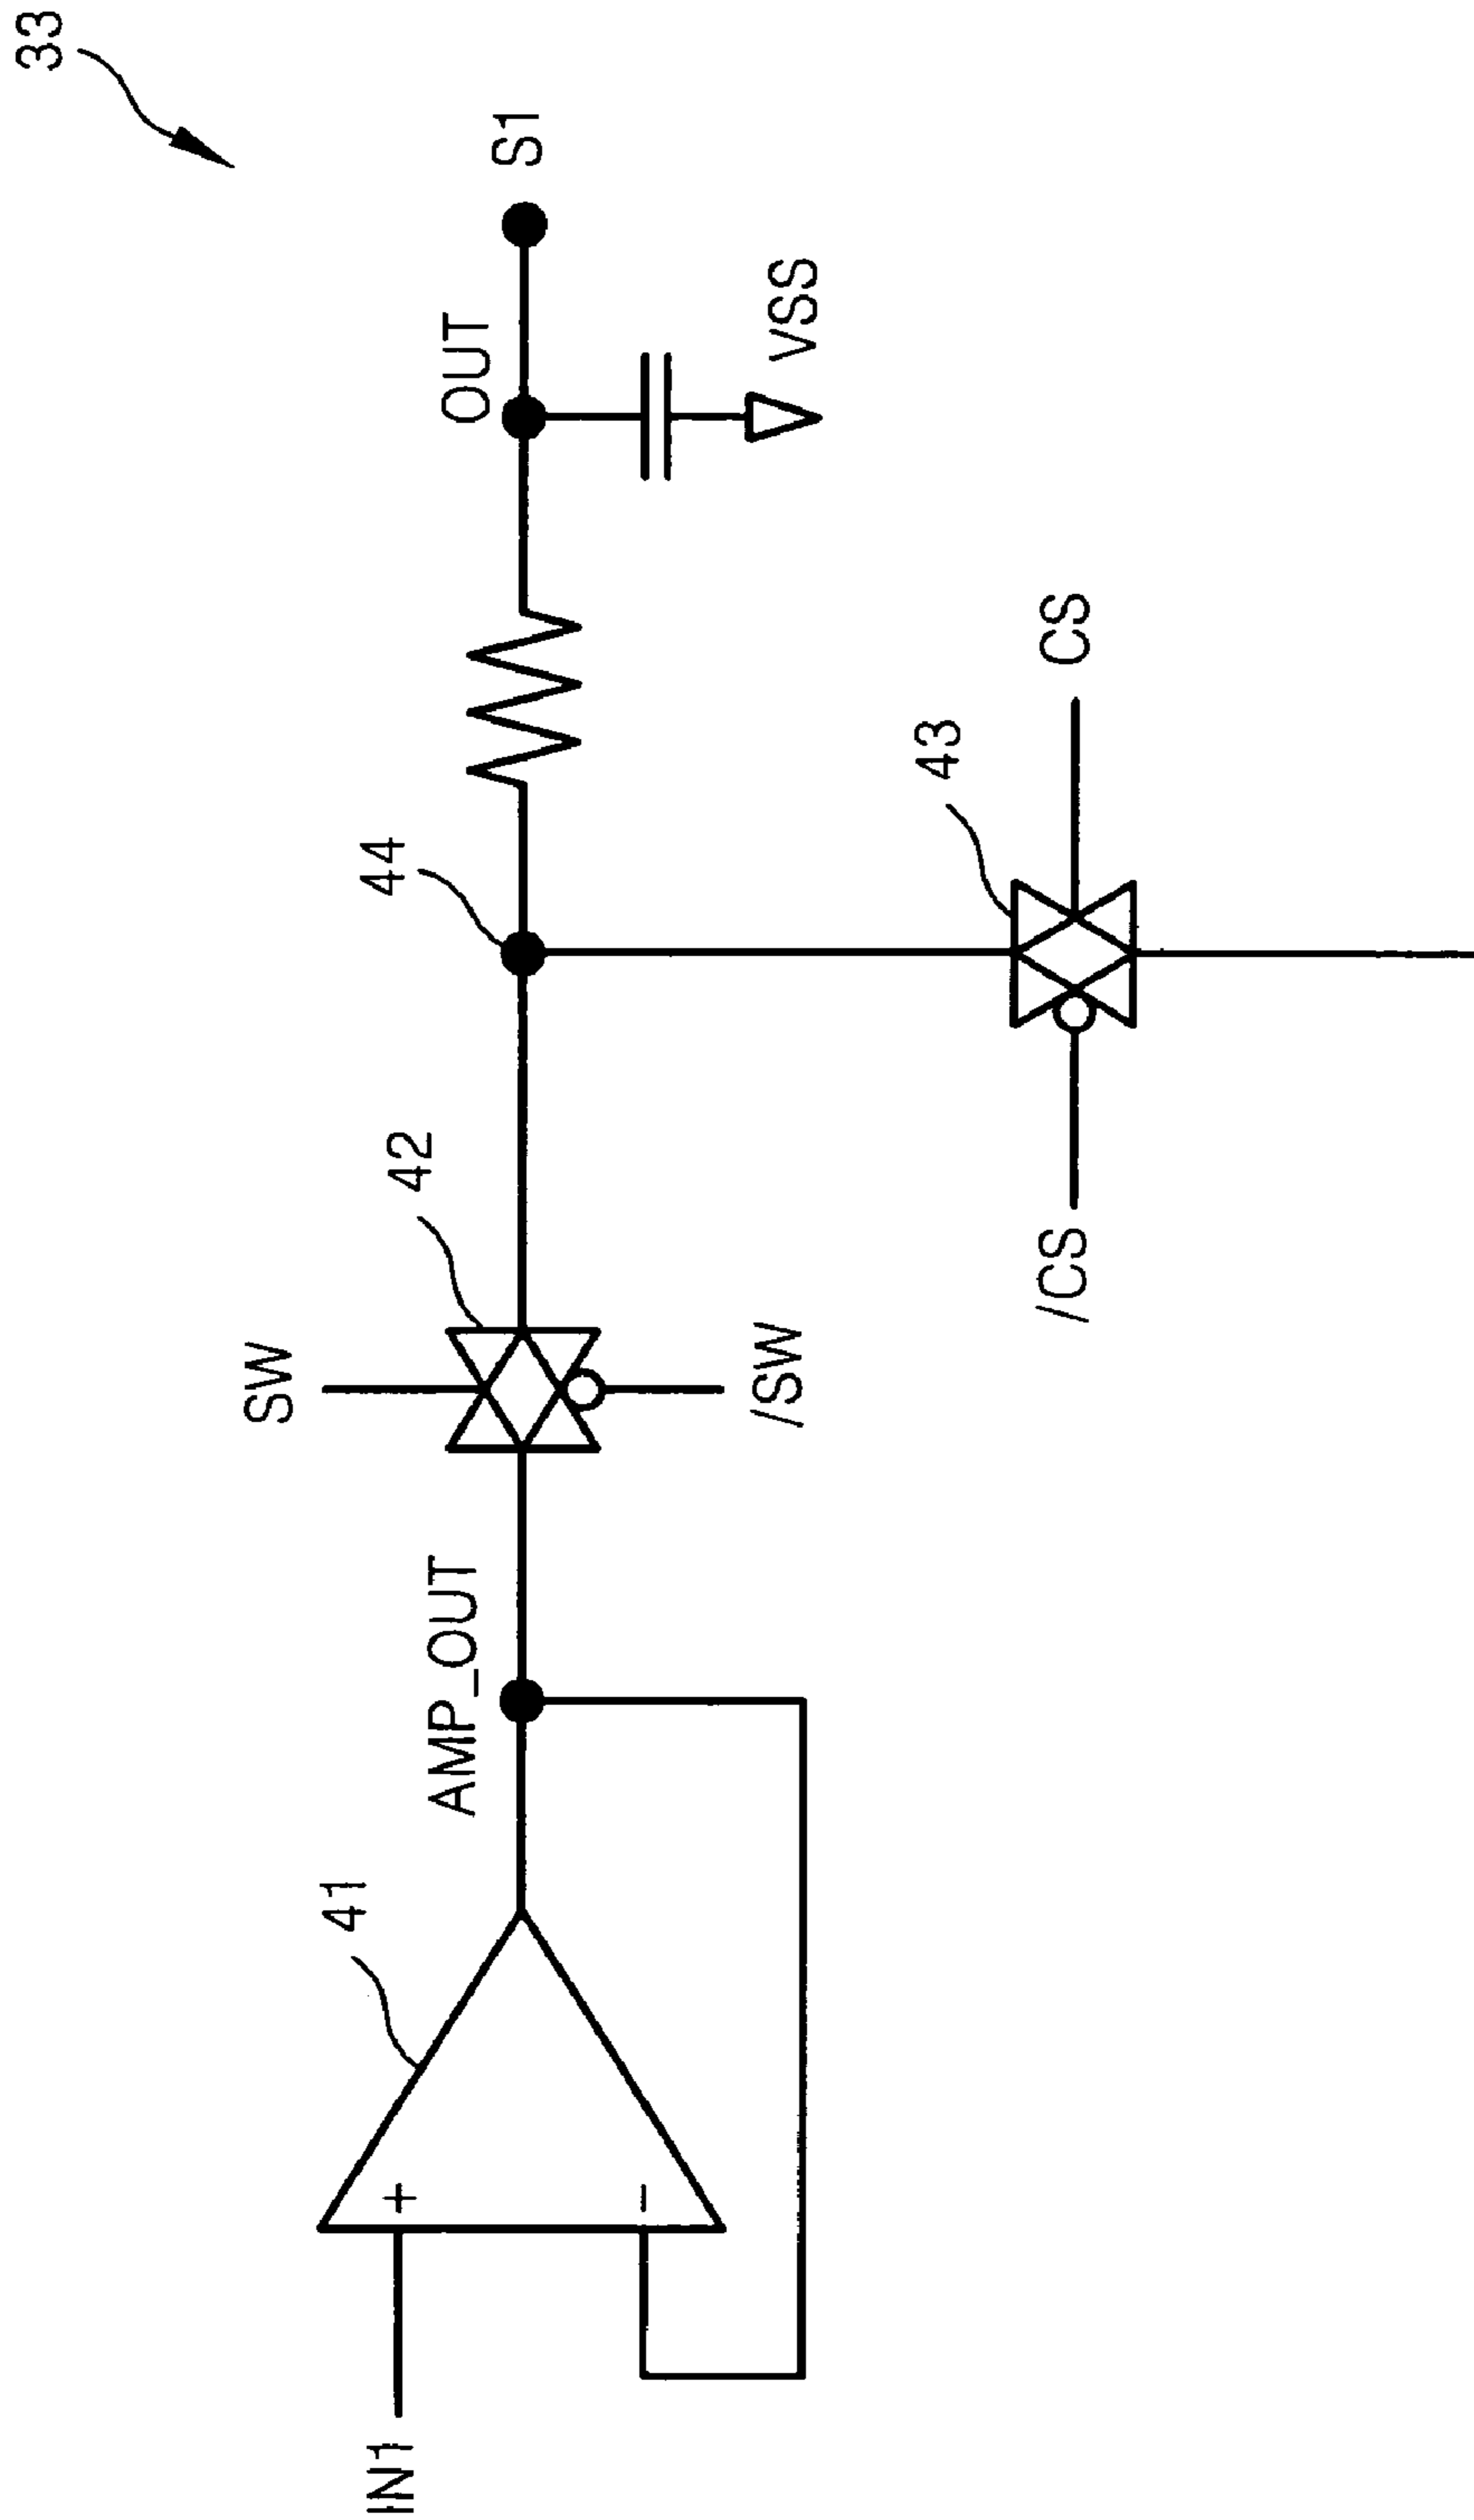 33
IN1
+
-
41
AMP_OUT
SW
/SW
42
44
OUT
S1
VSS
43
/CS
CS